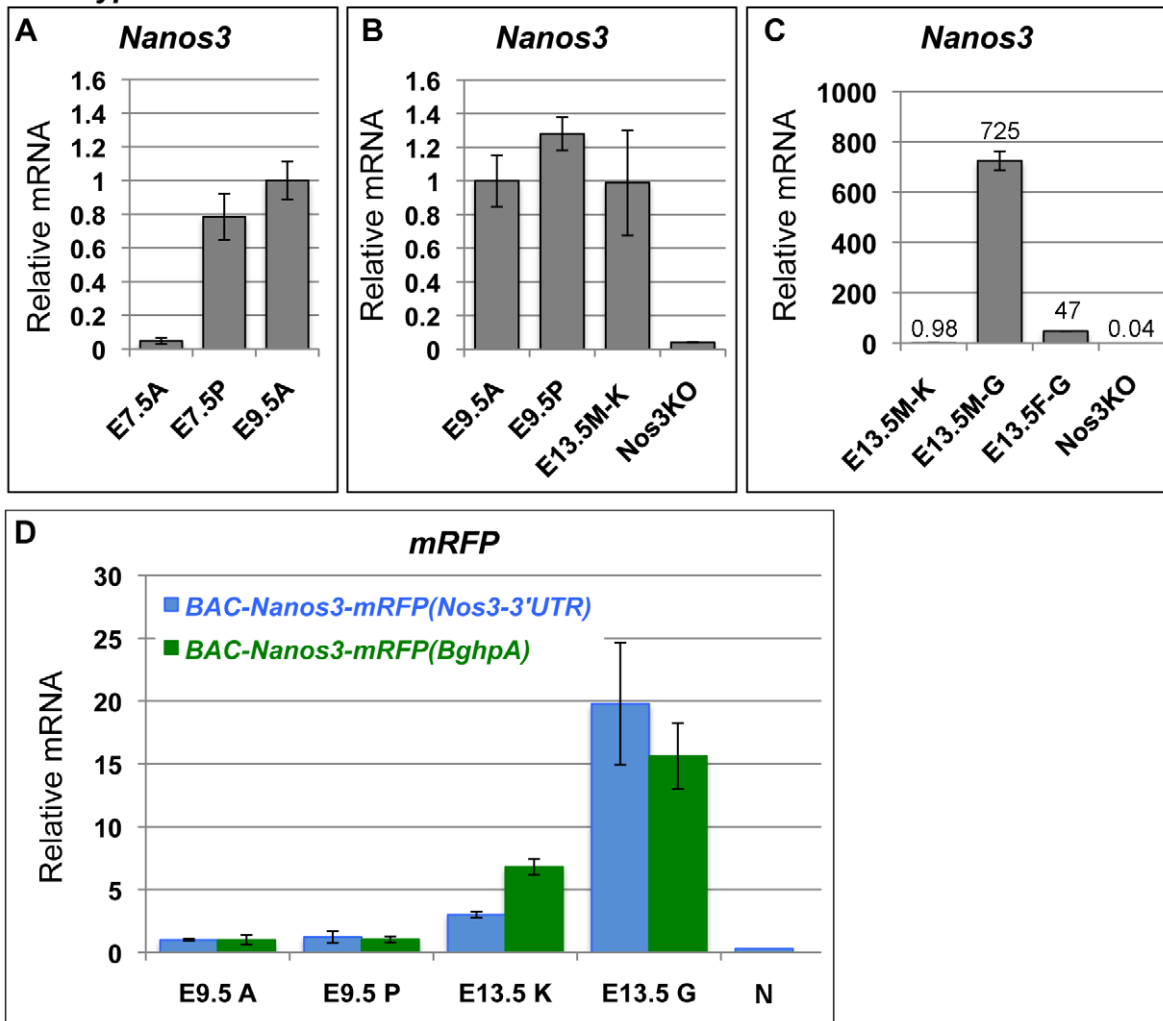 A
Nanos3
Relative mRNA
1.6
1.4
1.2
1
0.8
0.6
0.4
0.2
0
E7.5A
E7.5P
E9.5A
B
Nanos3
Relative mRNA
1.6
1.4
1.2
1
0.8
0.6
0.4
0.2
0
E9.5A
E9.5P
E13.5M-K
Nos3KO
C
Nanos3
Relative mRNA
1000
800
600
400
200
0
0.98
725
47
0.04
E13.5M-K
E13.5M-G
E13.5F-G
Nos3KO
D
mRFP
Relative mRNA
30
25
20
15
10
5
0
BAC-Nanos3-mRFP(Nos3-3'UTR)
BAC-Nanos3-mRFP(BghpA)
E9.5 A
E9.5 P
E13.5 K
E13.5 G
N